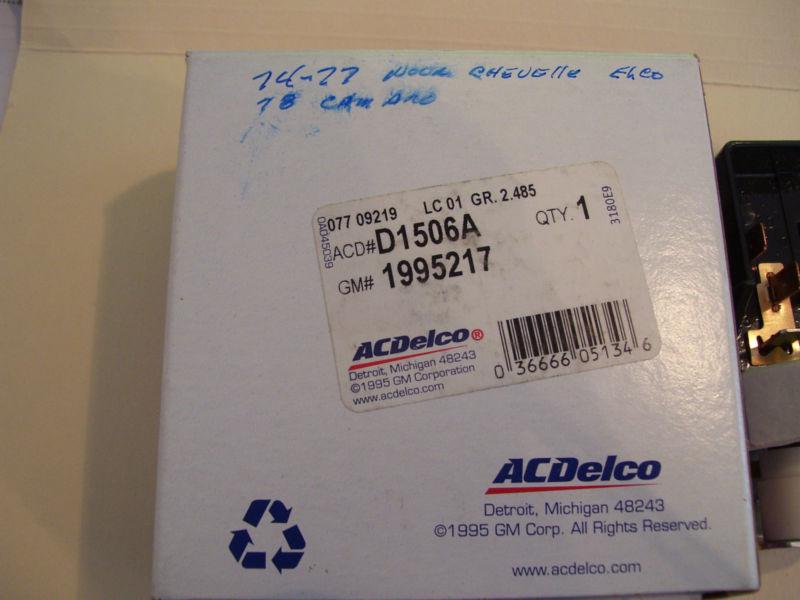 74-77 NOVA CHEVELLE ELCO
78 CAMARO
077 09219 LC 01 GR. 2.485
ACD# D1506A QTY. 1
GM# 1995217
0A045039
3180E9
ACDelco®
Detroit, Michigan 48243
©1995 GM Corporation
www.acdelco.com
0 36666 05134 6
ACDelco
Detroit, Michigan 48243
©1995 GM Corp. All Rights Reserved.
www.acdelco.com